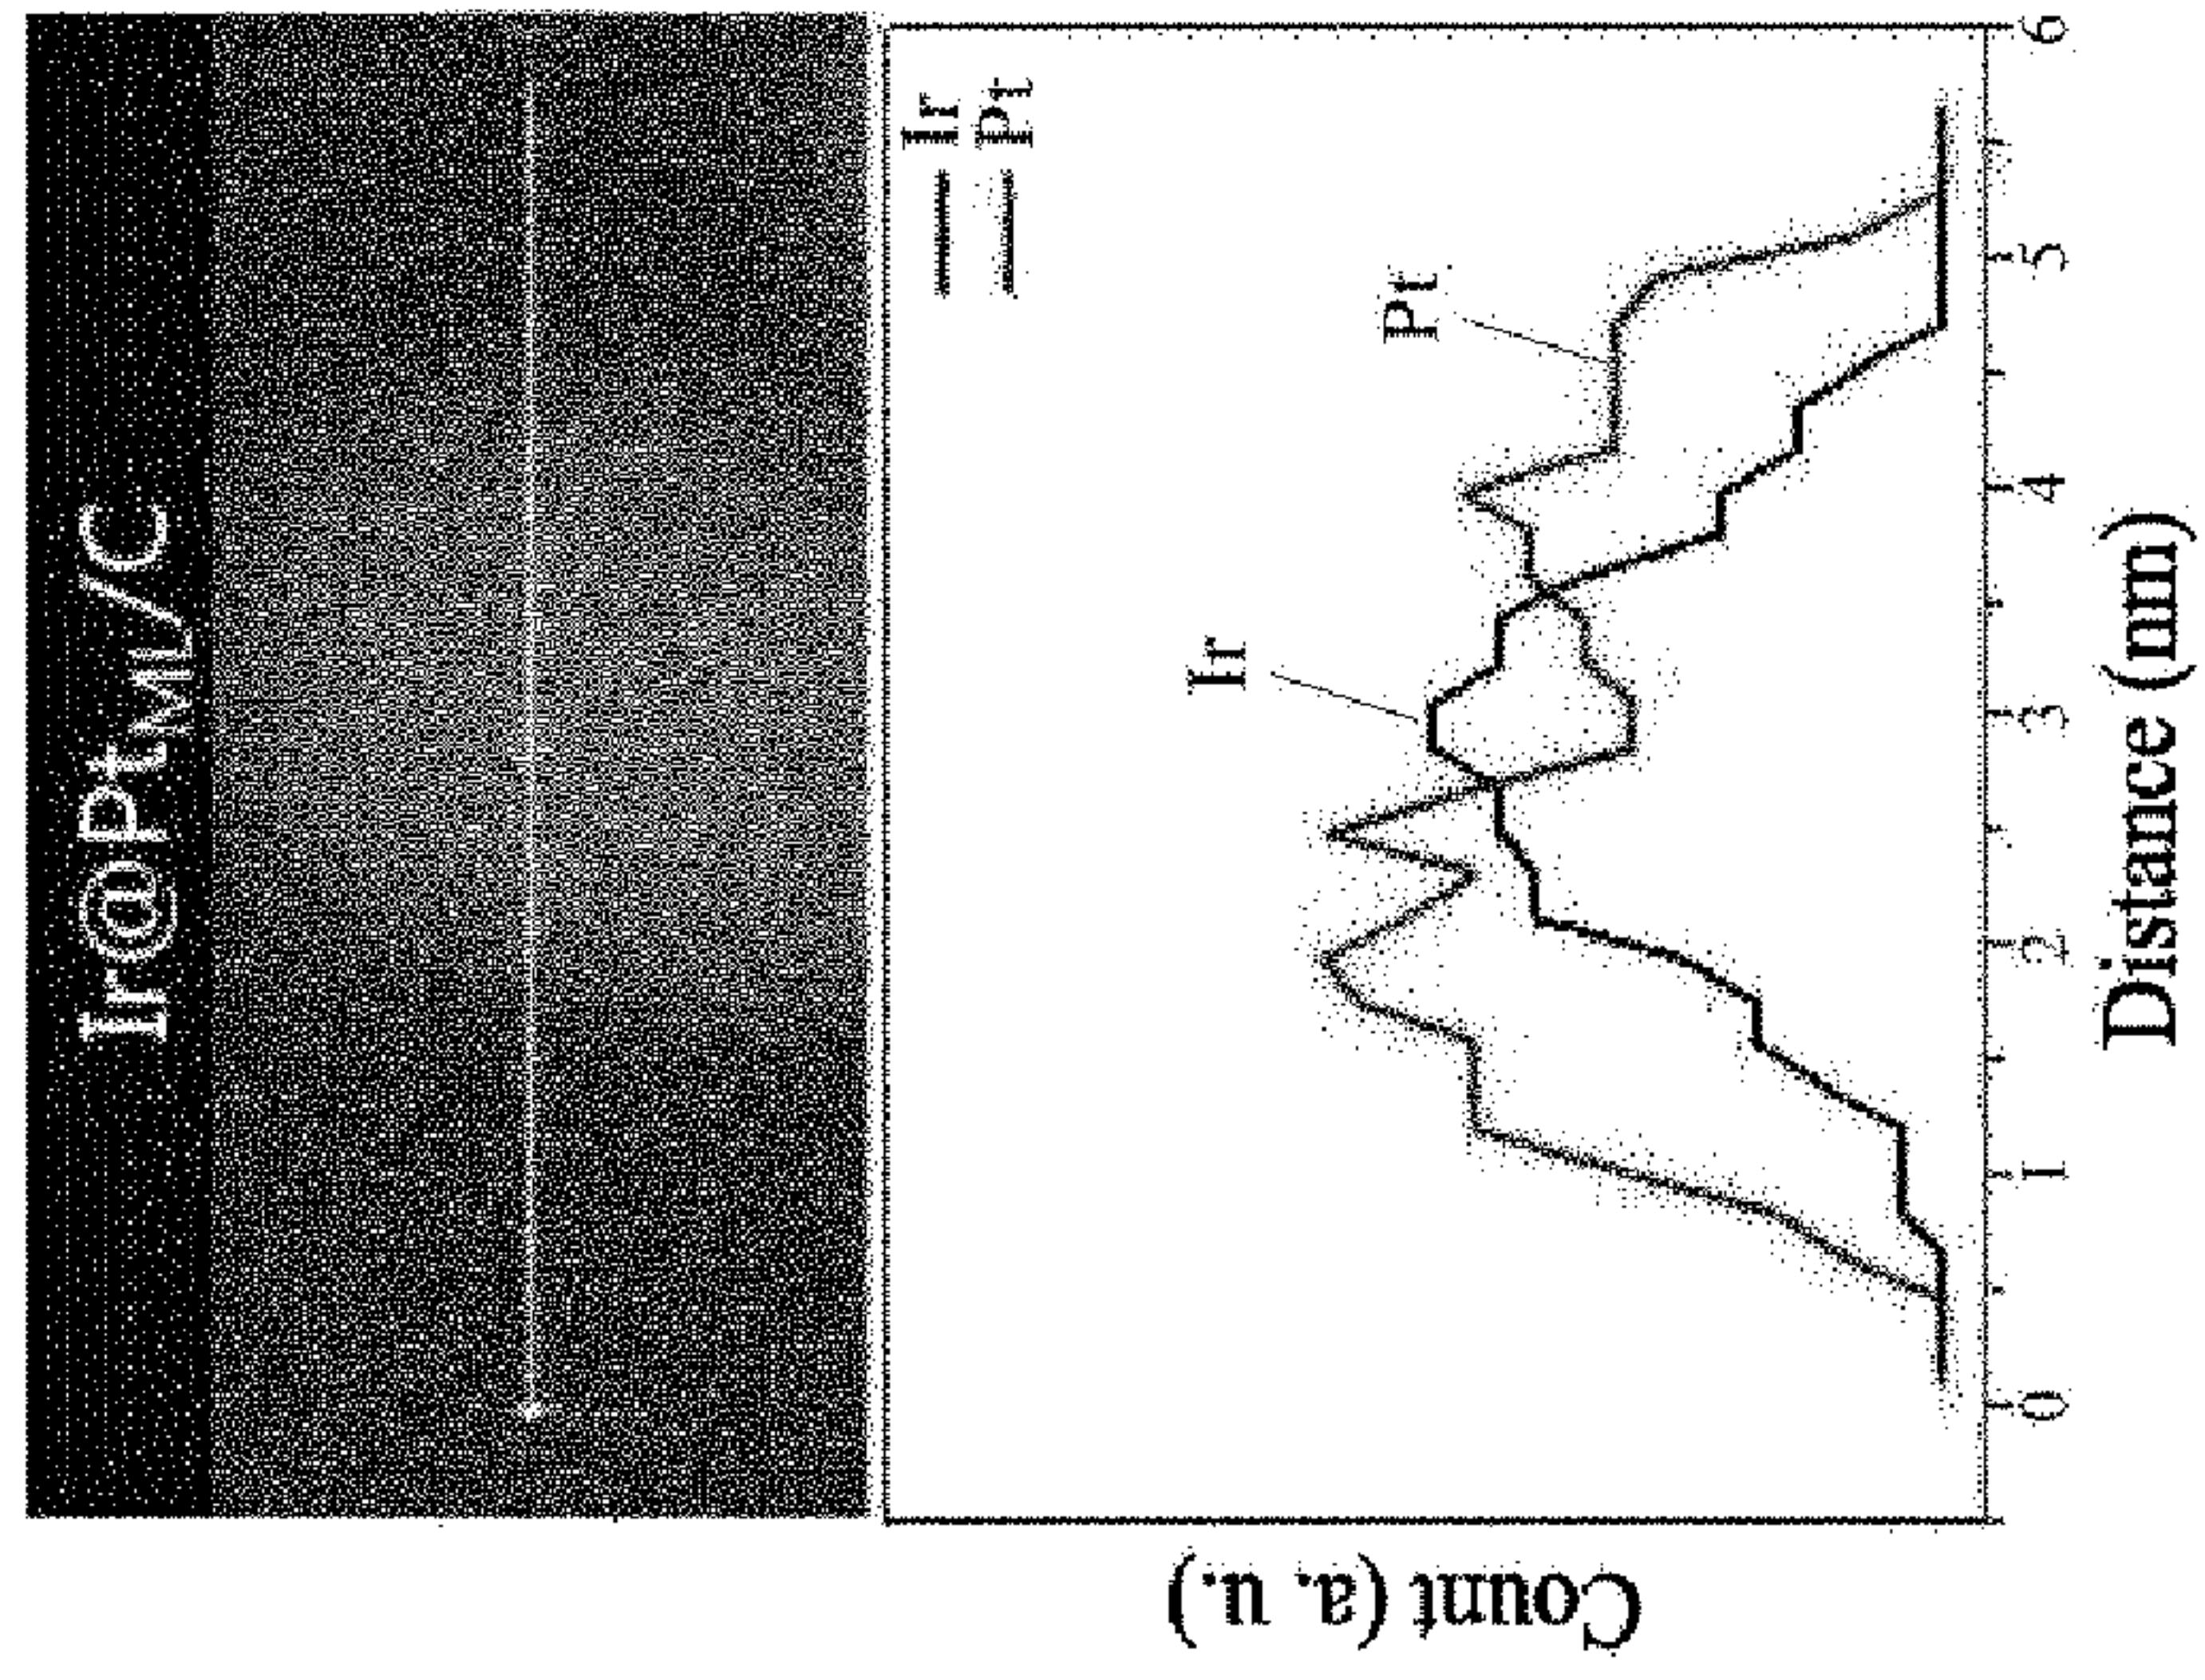 Ir@PtML/C
Ir
Pt
Pt
Ir
Count (a. u.)
0 1 2 3 4 5 6
Distance (nm)